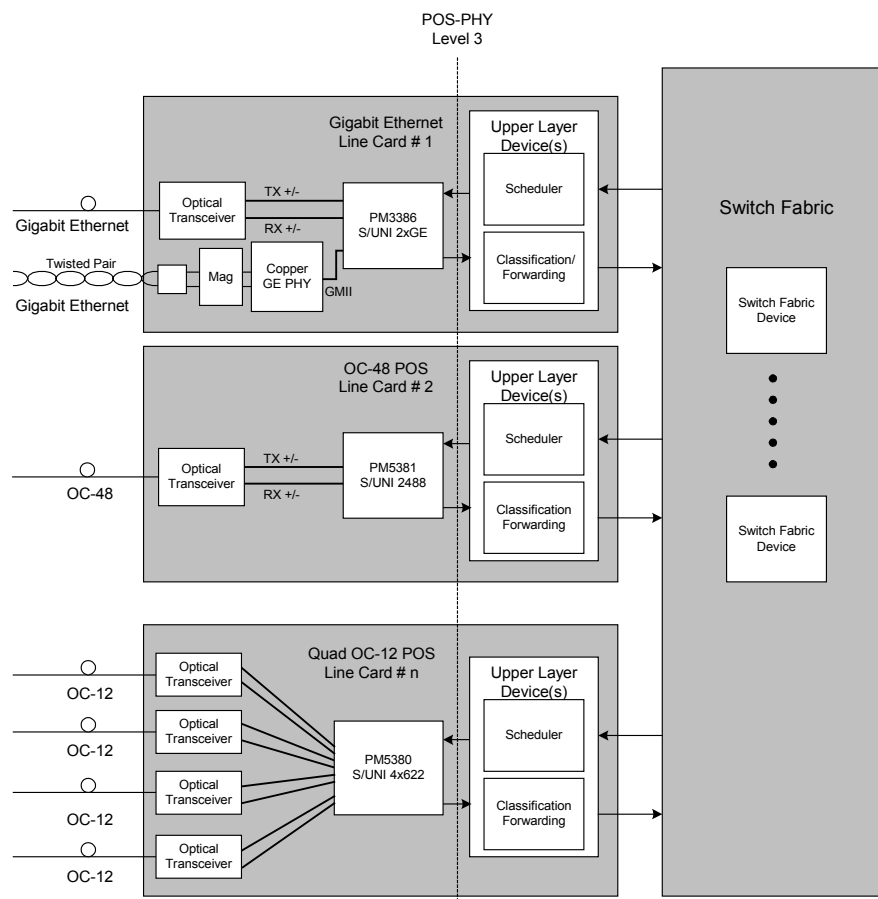 POS-PHY
Level 3
Gigabit Ethernet
Line Card # 1
Upper Layer
Device(s)
Scheduler
Classification/
Forwarding
TX +/-
RX +/-
Optical
Transceiver
PM3386
S/UNI 2xGE
Gigabit Ethernet
Twisted Pair
Mag
Copper
GE PHY
GMII
Gigabit Ethernet
Switch Fabric
Switch Fabric
Device
Switch Fabric
Device
OC-48 POS
Line Card # 2
Upper Layer
Device(s)
Scheduler
Classification
Forwarding
TX +/-
RX +/-
Optical
Transceiver
PM5381
S/UNI 2488
OC-48
Quad OC-12 POS
Line Card # n
Upper Layer
Device(s)
Scheduler
Classification
Forwarding
Optical
Transceiver
OC-12
Optical
Transceiver
OC-12
PM5380
S/UNI 4x622
Optical
Transceiver
OC-12
Optical
Transceiver
OC-12